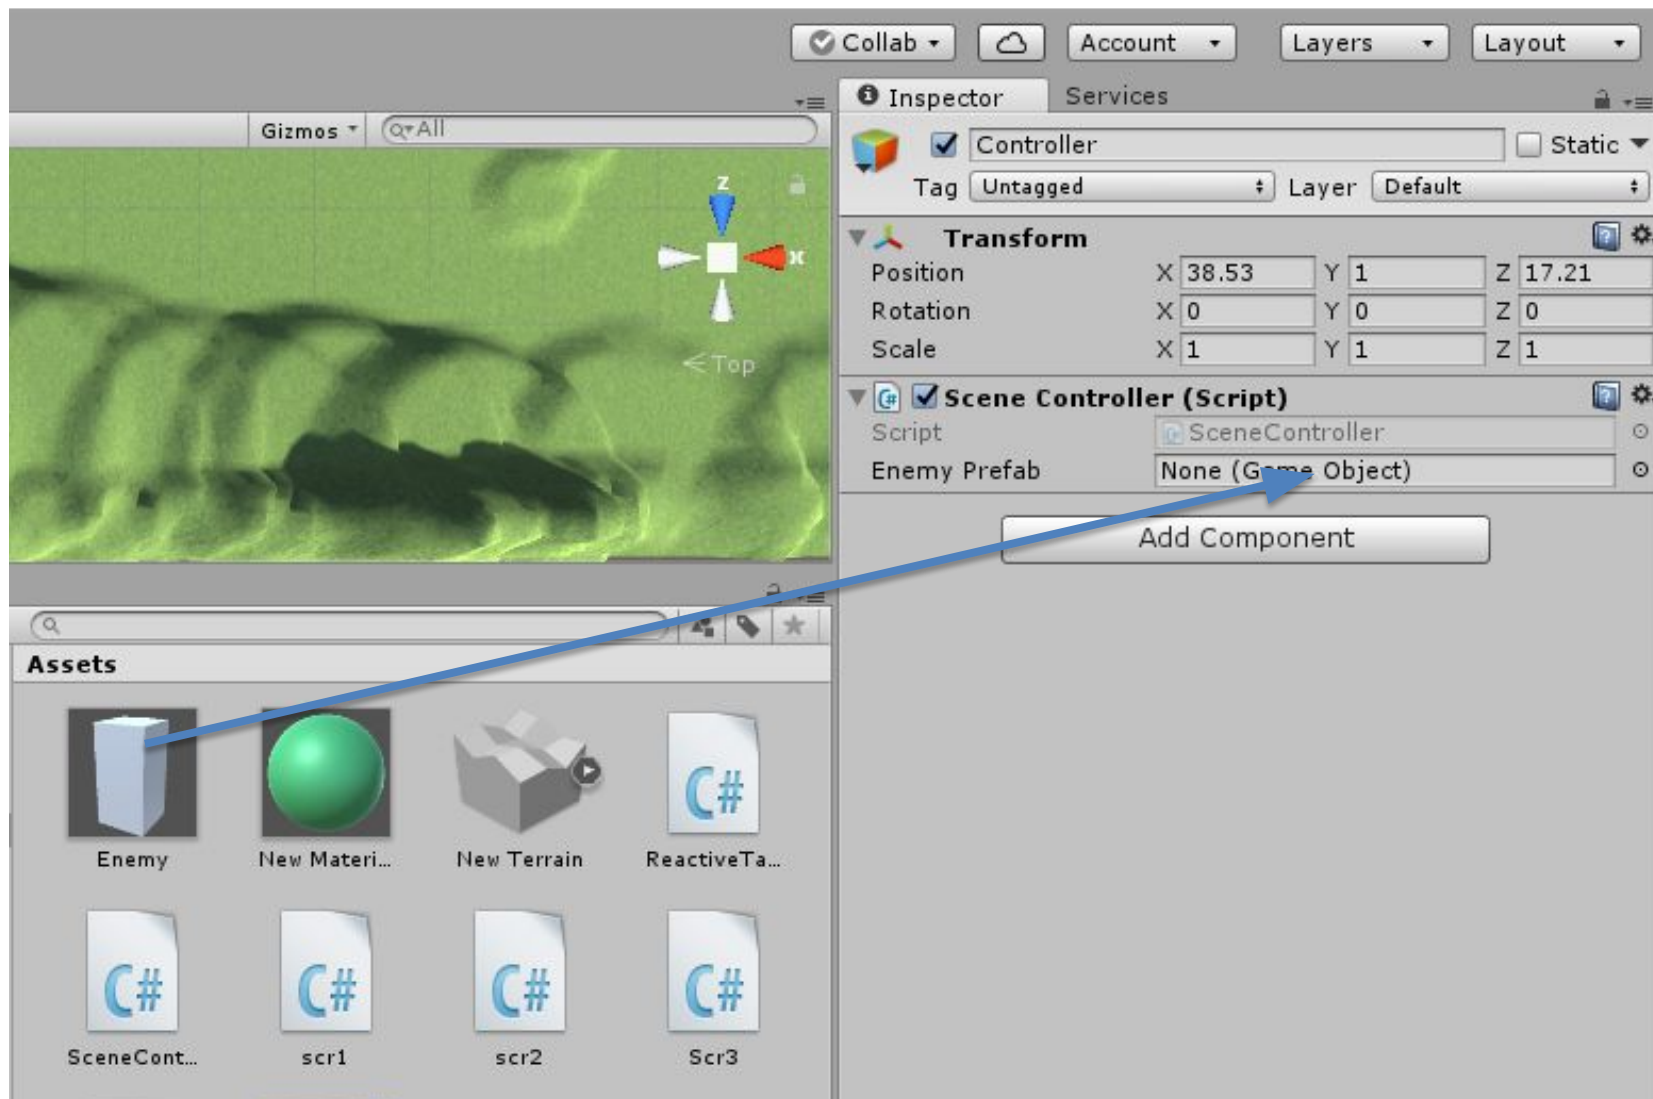 Collab Account Layers Layout
Inspector Services
Gizmos All
Controller Static
Tag Untagged Layer Default
z
x
Top
Transform
Position X 38.53 Y 1 Z 17.21
Rotation X 0 Y 0 Z 0
Scale X 1 Y 1 Z 1
Scene Controller (Script)
Script SceneController
Enemy Prefab None (Game Object)
Add Component
Assets
Enemy New Materi... New Terrain ReactiveTa...
SceneCont... scr1 scr2 Scr3
C# C# C# C# C#